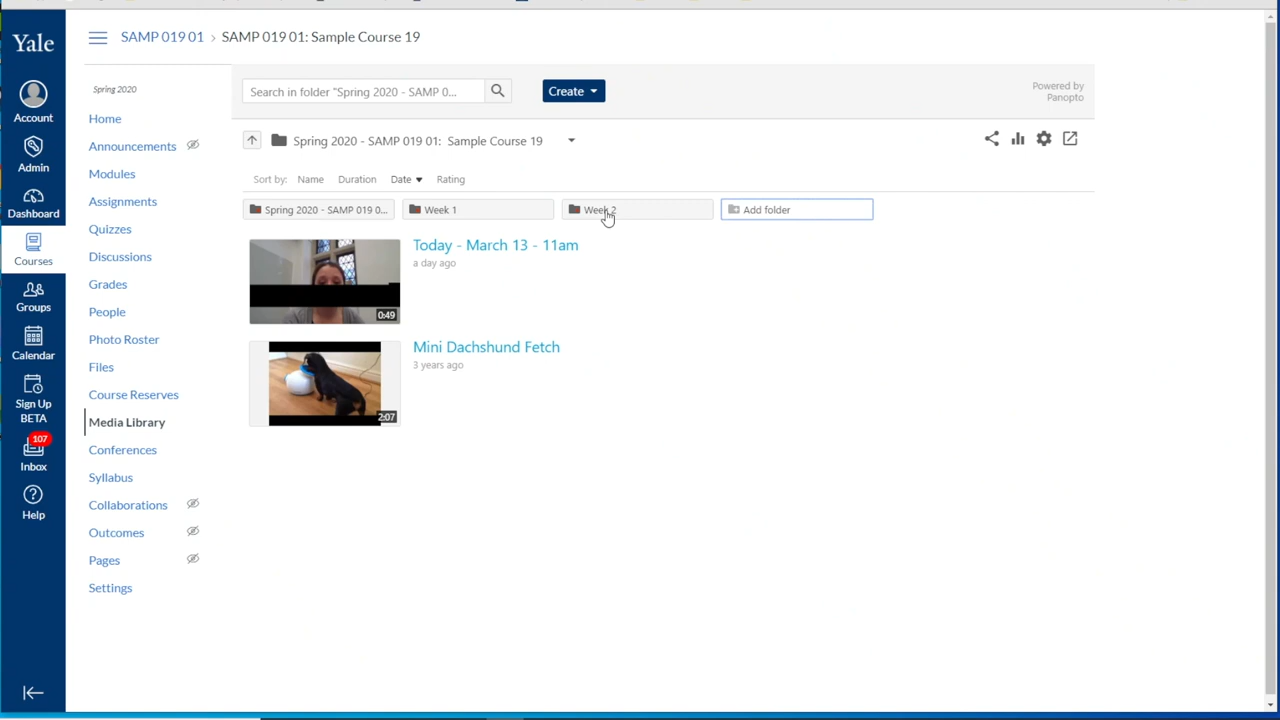 Yale
SAMP 019 01 › SAMP 019 01: Sample Course 19
Account
Admin
Dashboard
Courses
Groups
Calendar
Sign Up
BETA
107
Inbox
Help
Spring 2020
Home
Announcements
Modules
Assignments
Quizzes
Discussions
Grades
People
Photo Roster
Files
Course Reserves
Media Library
Conferences
Syllabus
Collaborations
Outcomes
Pages
Settings
Search in folder "Spring 2020 - SAMP 0...
Create
Powered by
Panopto
Spring 2020 - SAMP 019 01: Sample Course 19
Sort by: Name Duration Date Rating
Spring 2020 - SAMP 019 0... Week 1 Week 2 Add folder
Today - March 13 - 11am
a day ago
0:49
Mini Dachshund Fetch
3 years ago
2:07